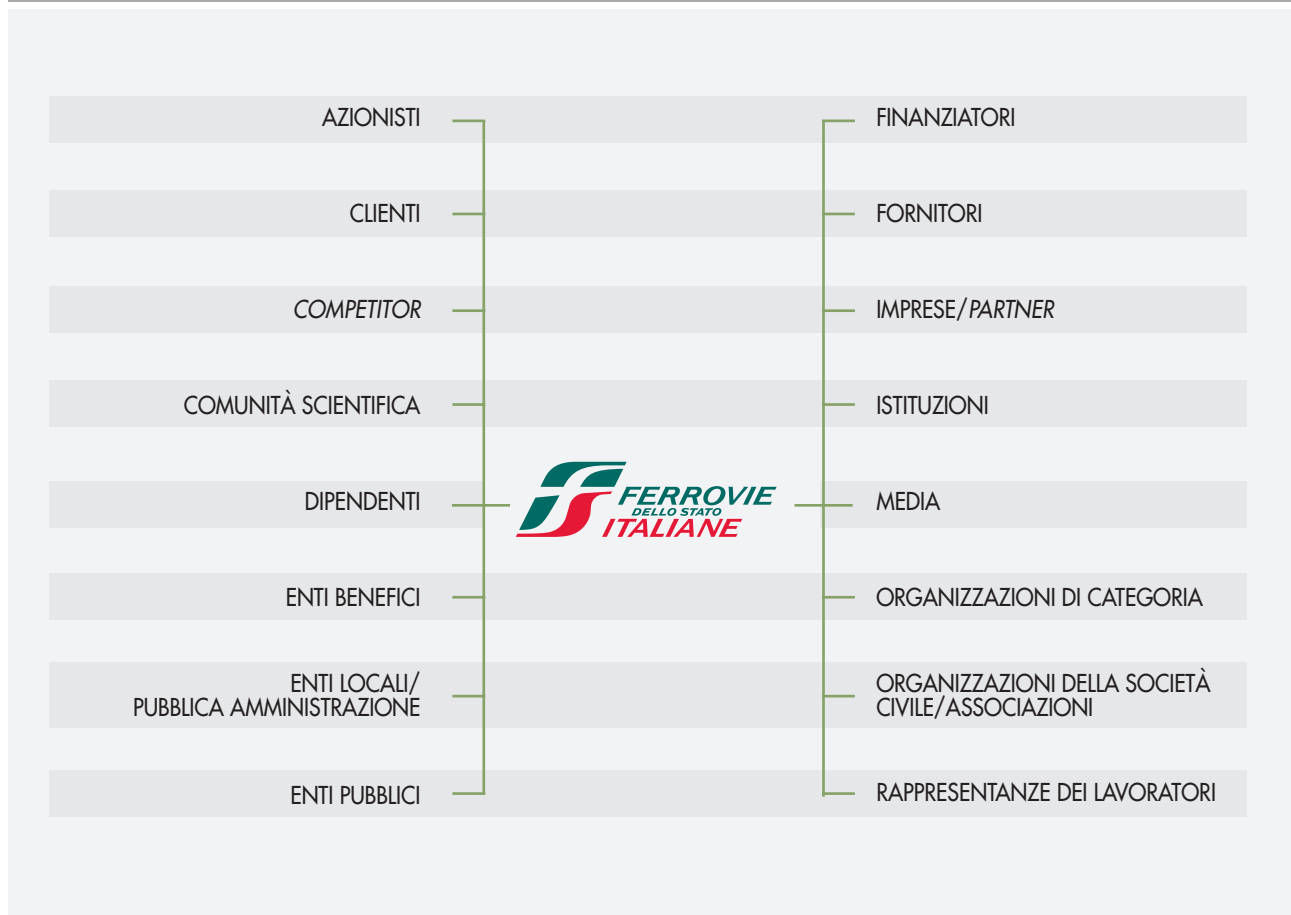 AZIONISTI
CLIENTI
COMPETITOR
COMUNITÀ SCIENTIFICA
DIPENDENTI
ENTI BENEFICI
ENTI LOCALI/
PUBBLICA AMMINISTRAZIONE
ENTI PUBBLICI
FERROVIE
DELLO STATO
ITALIANE
FINANZIATORI
FORNITORI
IMPRESE/PARTNER
ISTITUZIONI
MEDIA
ORGANIZZAZIONI DI CATEGORIA
ORGANIZZAZIONI DELLA SOCIETÀ
CIVILE/ASSOCIAZIONI
RAPPRESENTANZE DEI LAVORATORI